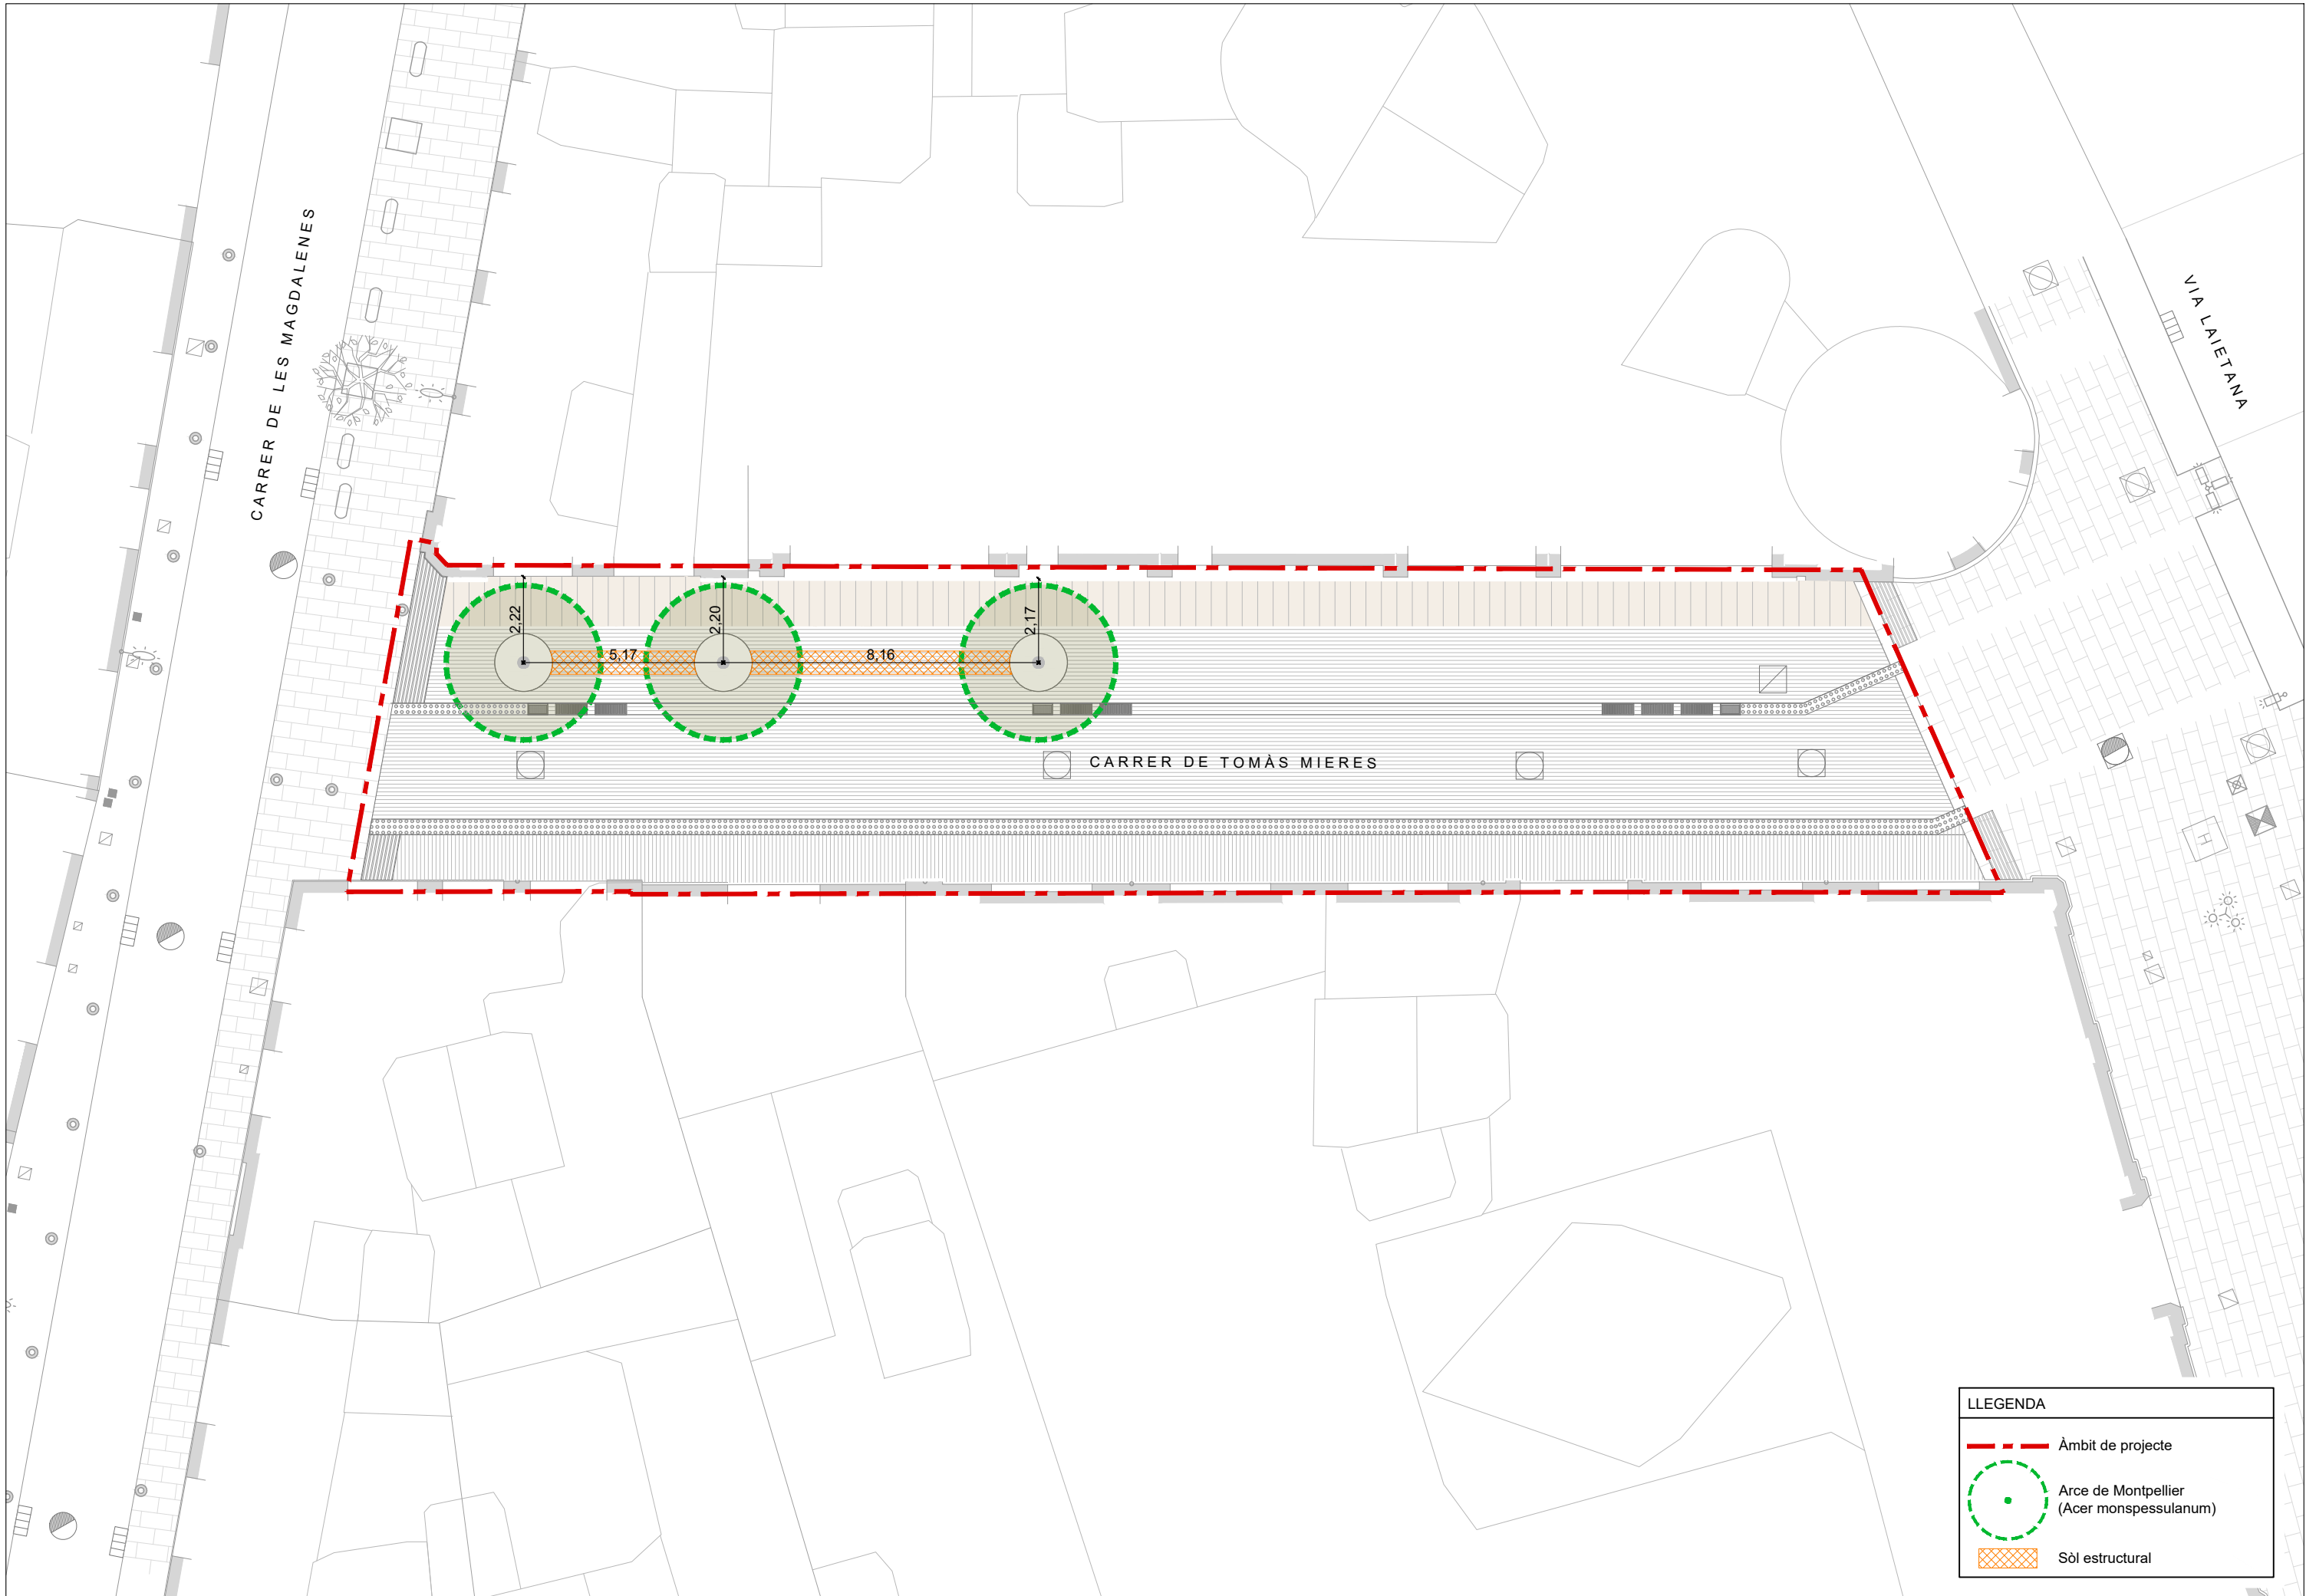 CARRER DE LES MAGDALENES
VIA LAIETANA
2,22
2,20
2,17
5,17
8,16
CARRER DE TOMÀS MIERES
H
LLEGENDA
Àmbit de projecte
Arce de Montpellier
(Acer monspessulanum)
Sòl estructural